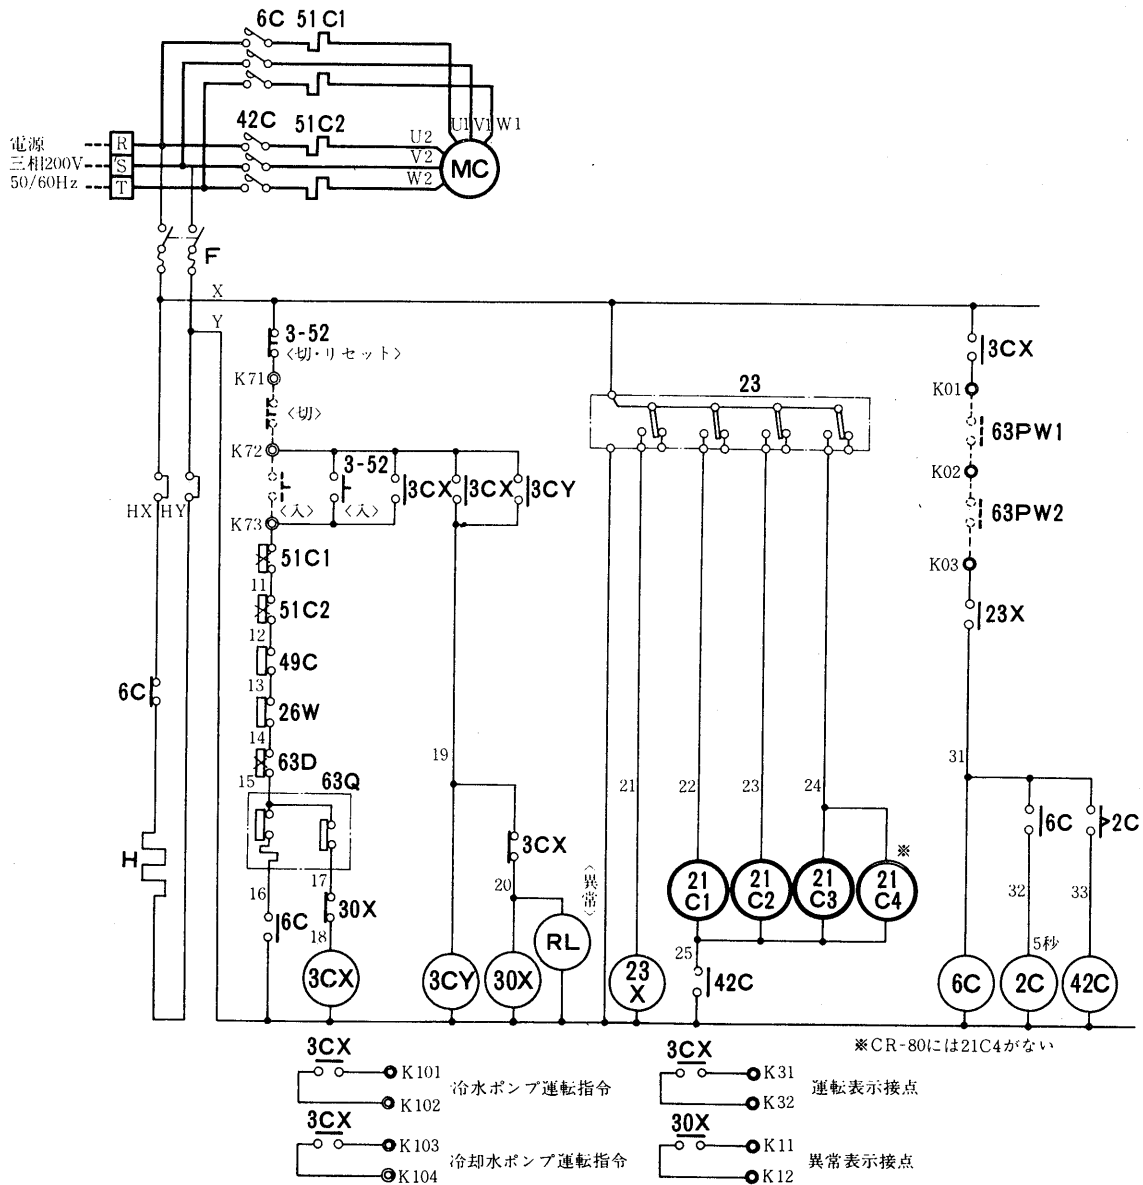 6C 51C1
42C 51C2
U1 V1 W1
U2
V2
W2
MC
電源
三相200V
50/60Hz
R
S
T
F
X
Y
3-52
〈切・リセット〉
K71
〈切〉
K72
3-52
〈入〉
〈入〉
3CX
3CX
3CY
K73
HX HY
51C1
11
51C2
12
49C
13
26W
14
63D
15
63Q
6C
H
16
17
6C
30X
18
3CX
19
3CX
20
〈異常〉
3CY
30X
RL
23
21
22
23
24
※
21
C1
21
C2
21
C3
21
C4
23
X
25
42C
3CX
K01
63PW1
K02
63PW2
K03
23X
31
6C
2C
32
33
5秒
6C
2C
42C
※CR-80には21C4がない
3CX
K101
K102
冷水ポンプ運転指令
3CX
K103
K104
冷却水ポンプ運転指令
3CX
K31
K32
運転表示接点
30X
K11
K12
異常表示接点